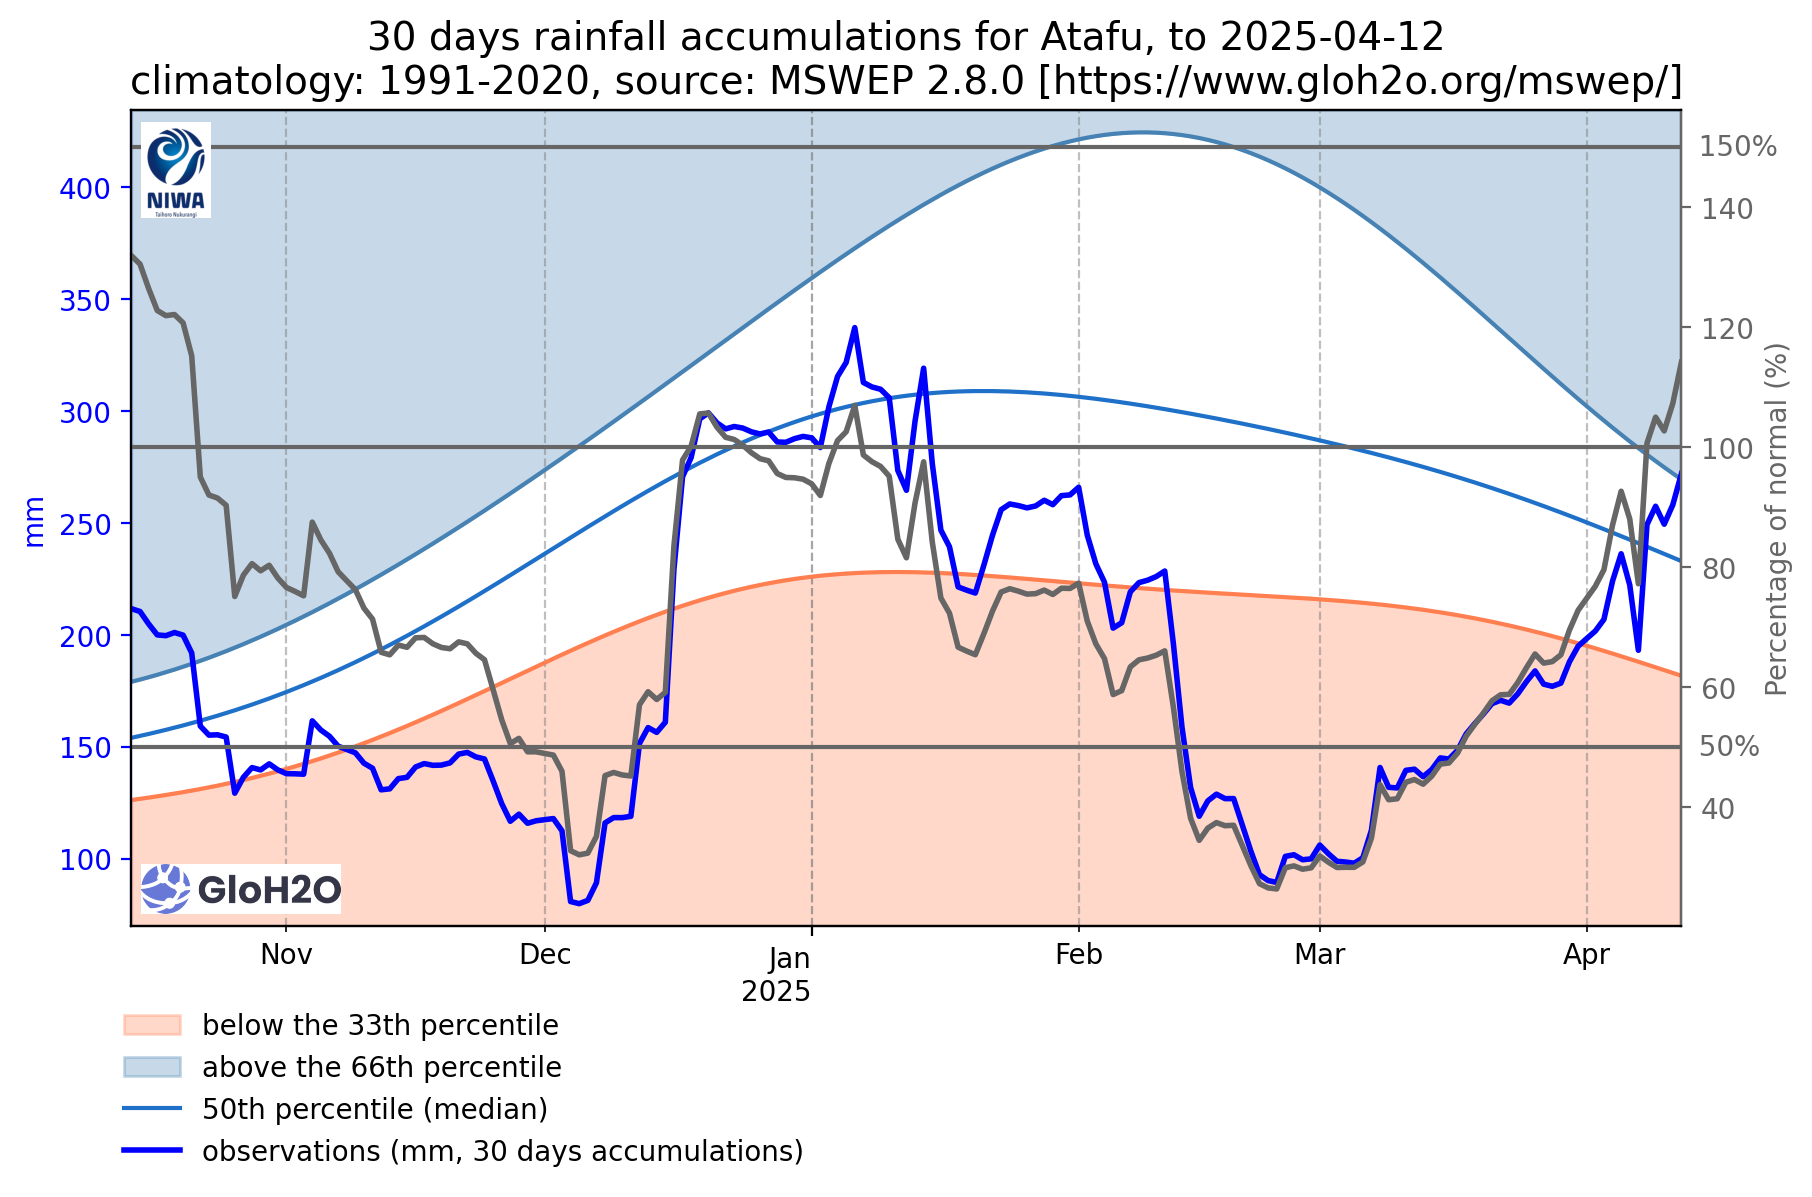 30 days rainfall accumulations for Atafu, to 2025-04-12
climatology: 1991-2020, source: MSWEP 2.8.0 [https://www.gloh2o.org/mswep/]
NIWA
Taihoro Nukurangi
400
350
300
250
200
150
100
mm
150%
140
120
100
80
60
50%
40
Percentage of normal (%)
GloH2O
Nov
Dec
Jan
2025
Feb
Mar
Apr
below the 33th percentile
above the 66th percentile
50th percentile (median)
observations (mm, 30 days accumulations)